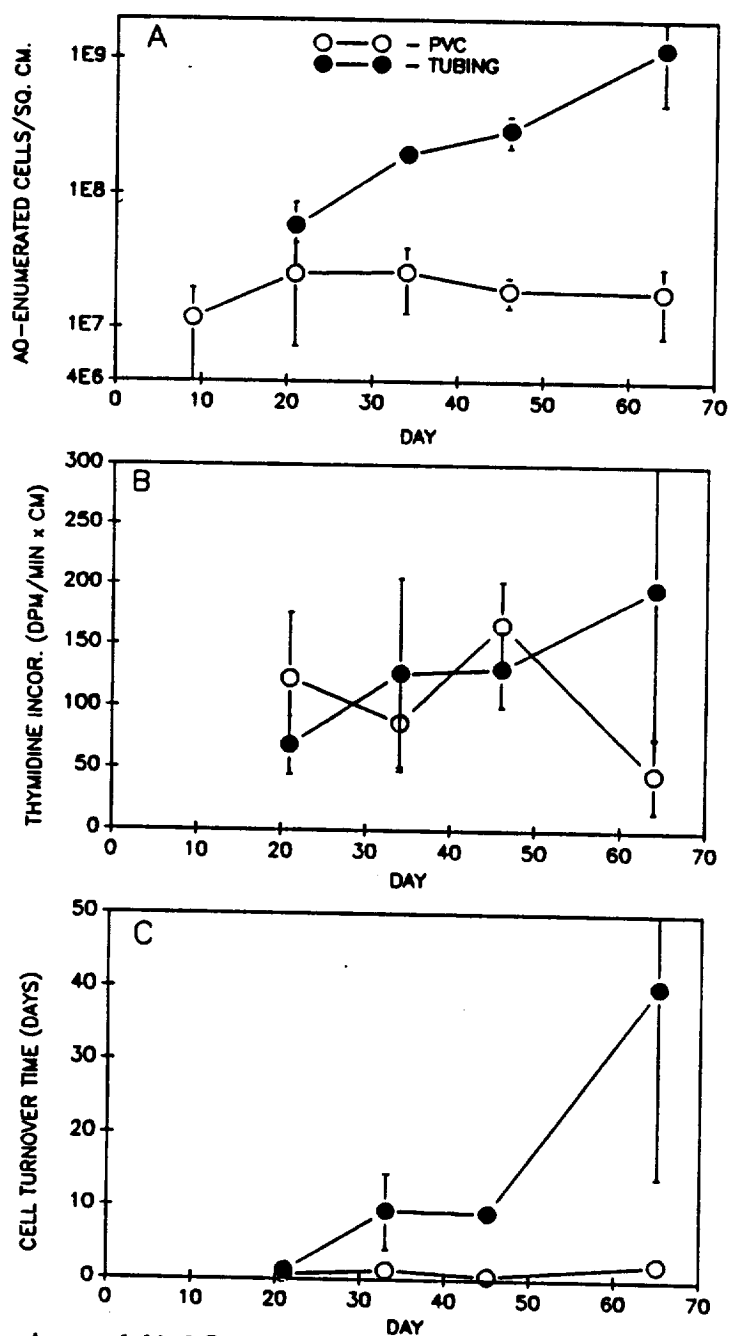 A
PVC
TUBING
AO-ENUMERATED CELLS/SQ. CM.
1E9
1E8
1E7
4E6
0 10 20 30 40 50 60 70
DAY
B
THYMIDINE INCOR. (DPM/MIN x CM)
300
250
200
150
100
50
0
0 10 20 30 40 50 60 70
DAY
C
CELL TURNOVER TIME (DAYS)
50
40
30
20
10
0
0 10 20 30 40 50 60 70
DAY